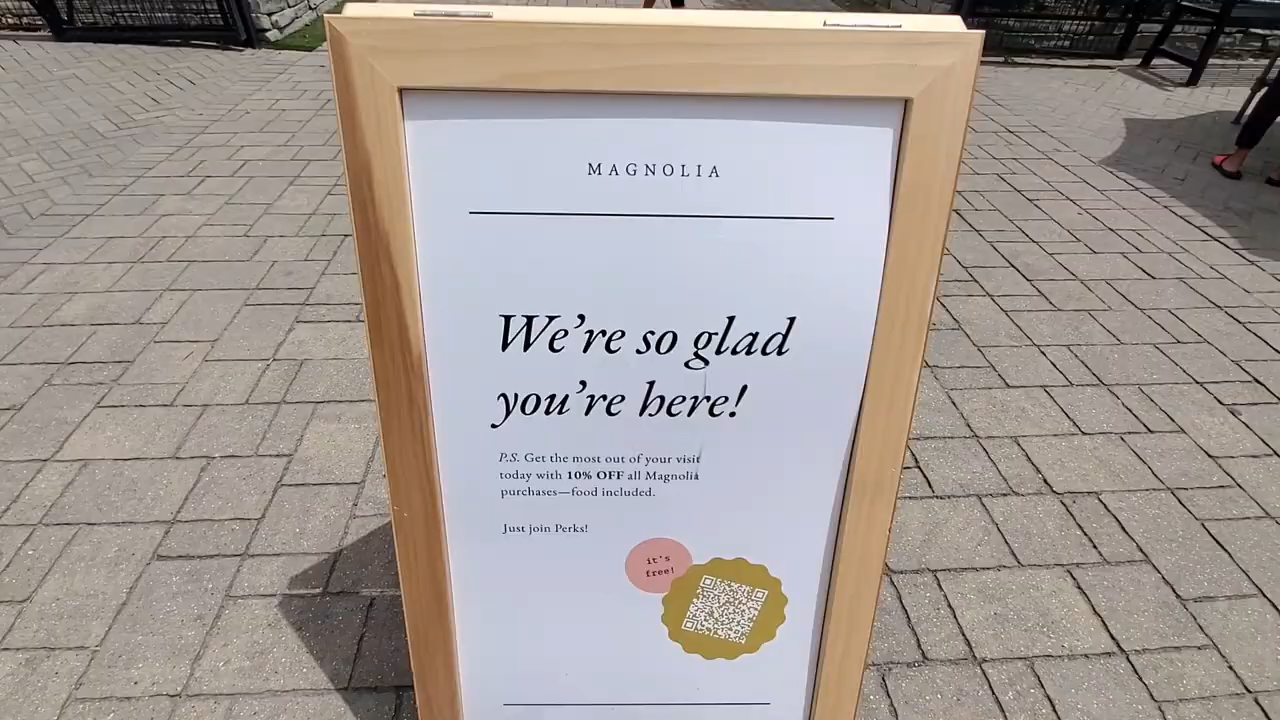 MAGNOLIA
We're so glad
you're here!
P.S. Get the most out of your visit
today with 10% OFF all Magnolia
purchases—food included.
Just join Perks!
it's
free!